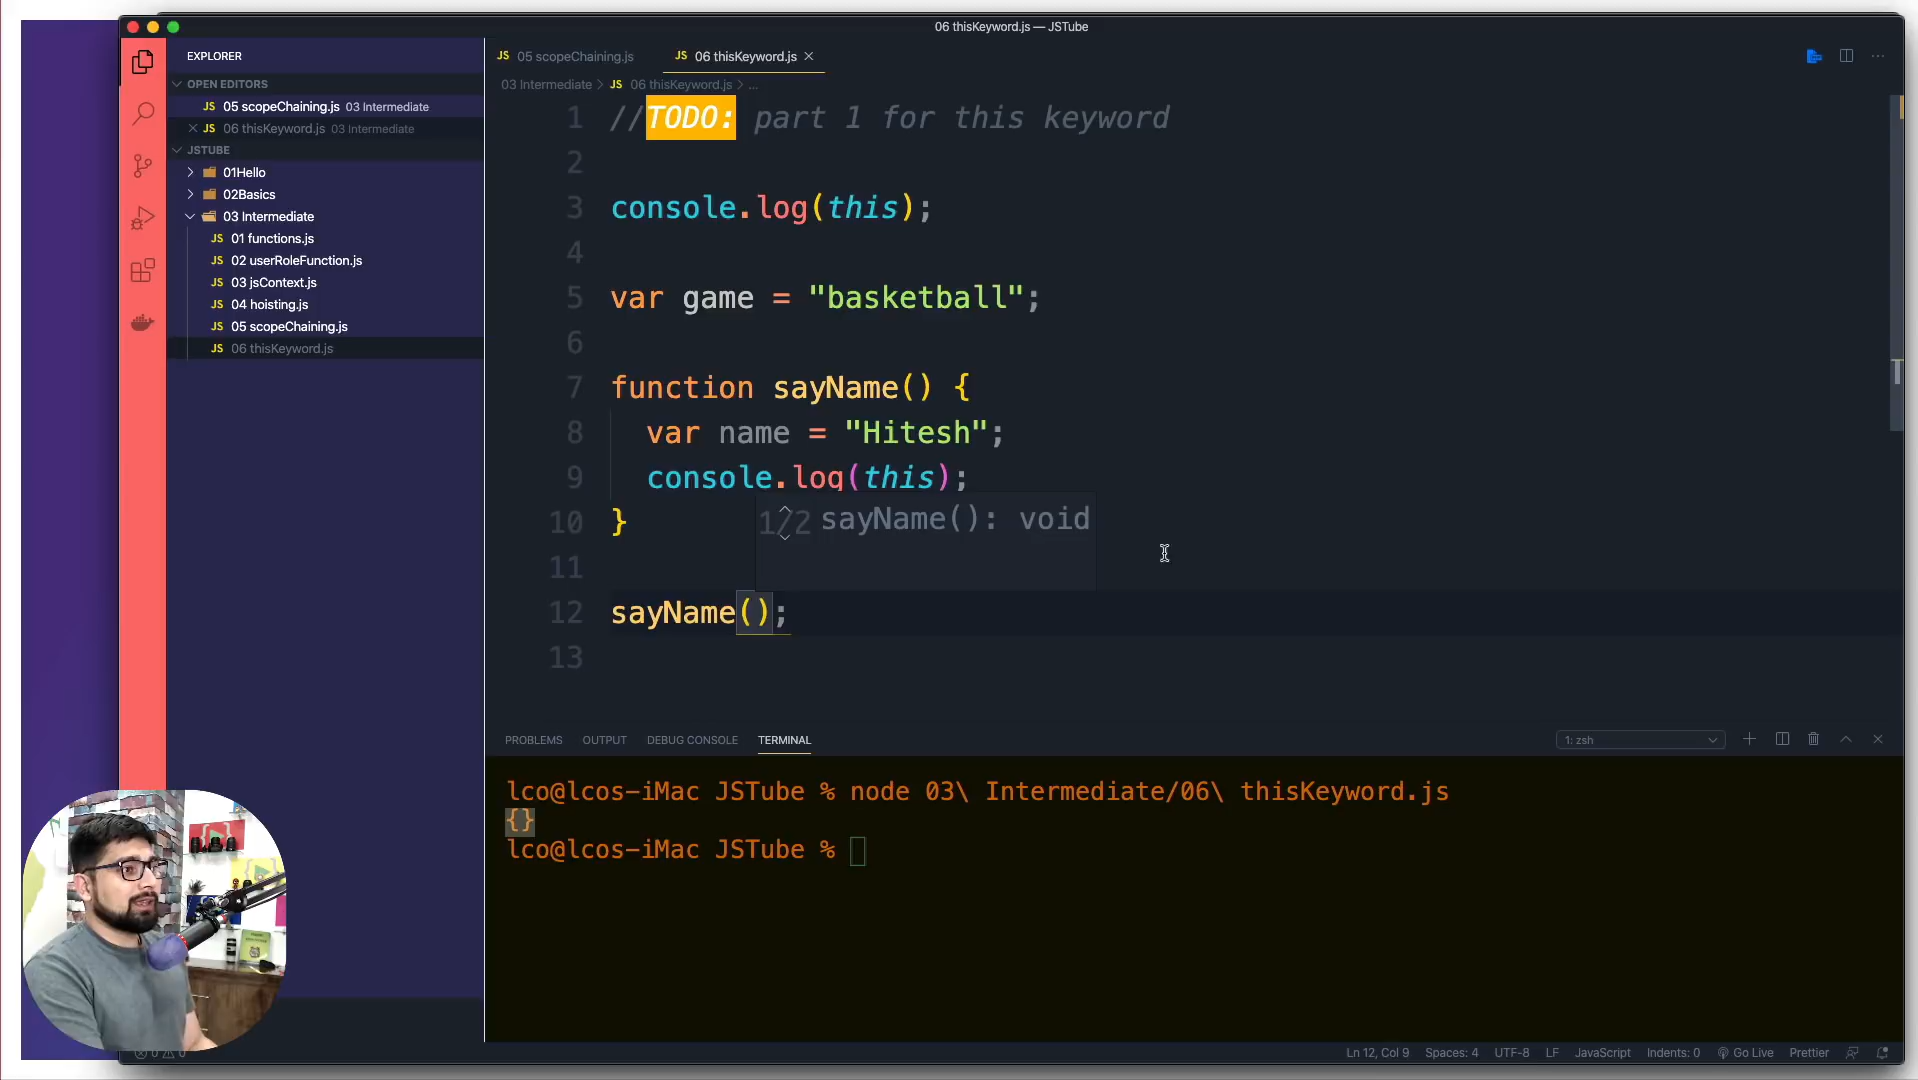 06 thisKeyword.js — JSTube
EXPLORER
OPEN EDITORS
JS 05 scopeChaining.js 03 Intermediate
JS 06 thisKeyword.js 03 Intermediate
JSTUBE
01Hello
02Basics
03 Intermediate
JS 01 functions.js
JS 02 userRoleFunction.js
JS 03 jsContext.js
JS 04 hoisting.js
JS 05 scopeChaining.js
JS 06 thisKeyword.js
JS 05 scopeChaining.js JS 06 thisKeyword.js
03 Intermediate > JS 06 thisKeyword.js > ...
1 //TODO: part 1 for this keyword
2
3 console.log(this);
4
5 var game = "basketball";
6
7 function sayName() {
8 var name = "Hitesh";
9 console.log(this);
10 }
1/2 sayName(): void
11
12 sayName();
13
PROBLEMS OUTPUT DEBUG CONSOLE TERMINAL 1: zsh
lco@lcos-iMac JSTube % node 03\ Intermediate/06\ thisKeyword.js
{}
lco@lcos-iMac JSTube %
0 0 Ln 12, Col 9 Spaces: 4 UTF-8 LF JavaScript Indents: 0 Go Live Prettier